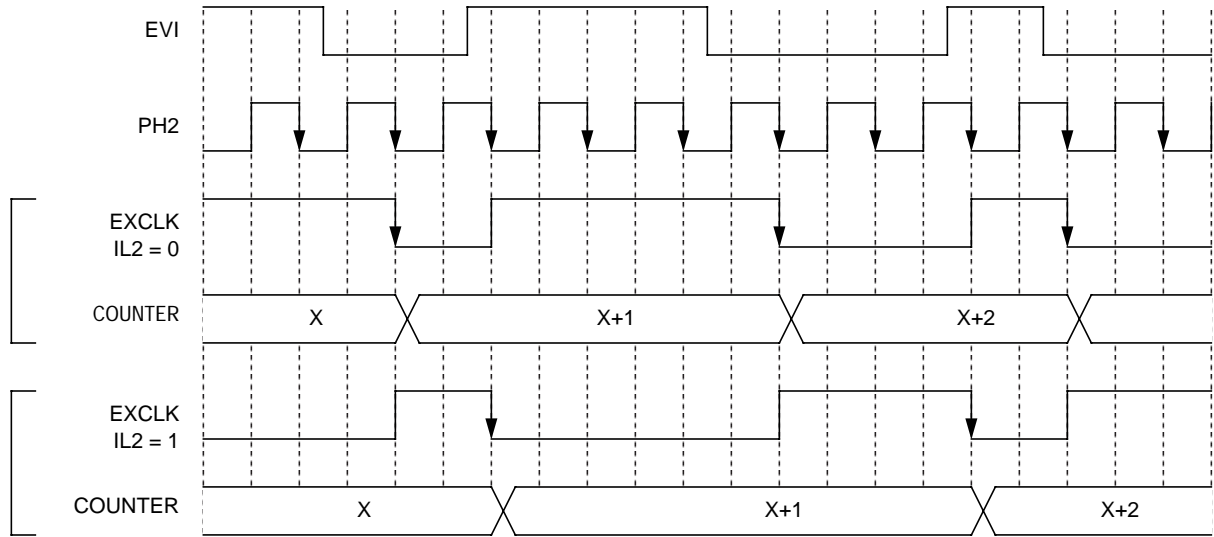 EVI
PH2
EXCLK
IL2 = 0
COUNTER
X
X+1
X+2
EXCLK
IL2 = 1
COUNTER
X
X+1
X+2